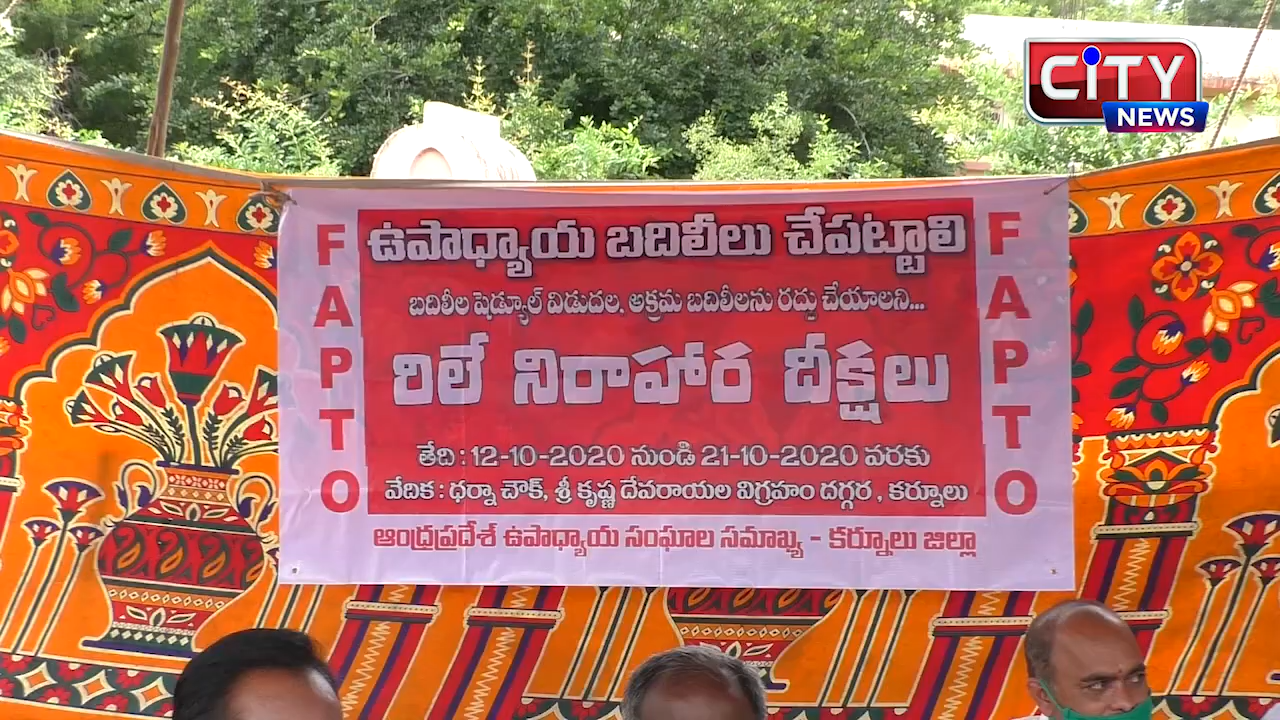 CITY
NEWS
FAPTO
ఉపాధ్యాయ బదిలీలు చేపట్టాలి
బదిలీల షెడ్యూల్ విడుదల, అక్రమ బదిలీలను రద్దు చేయాలని...
రిలే నిరాహార దీక్షలు
తేది : 12-10-2020 నుండి 21-10-2020 వరకు
వేదిక : ధర్నా చౌక్, శ్రీ కృష్ణ దేవరాయల విగ్రహం దగ్గర , కర్నూలు
ఆంధ్రప్రదేశ్ ఉపాధ్యాయ సంఘాల సమాఖ్య - కర్నూలు జిల్లా
FAPTO